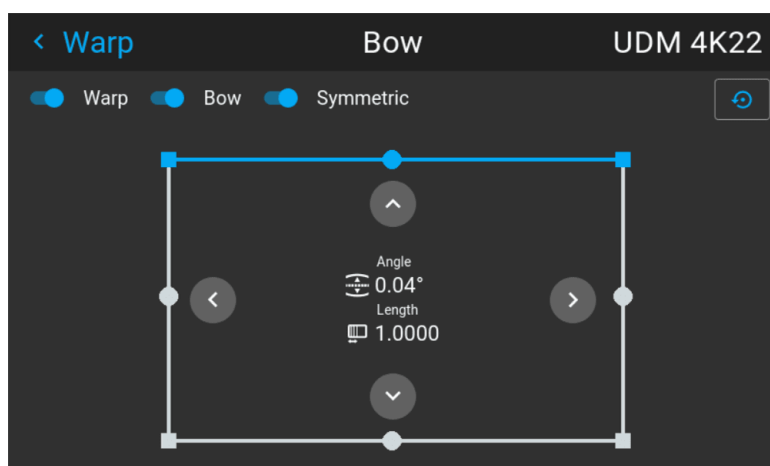 Warp Bow UDM 4K22
Warp Bow Symmetric
Angle
0.04°
Length
1.0000